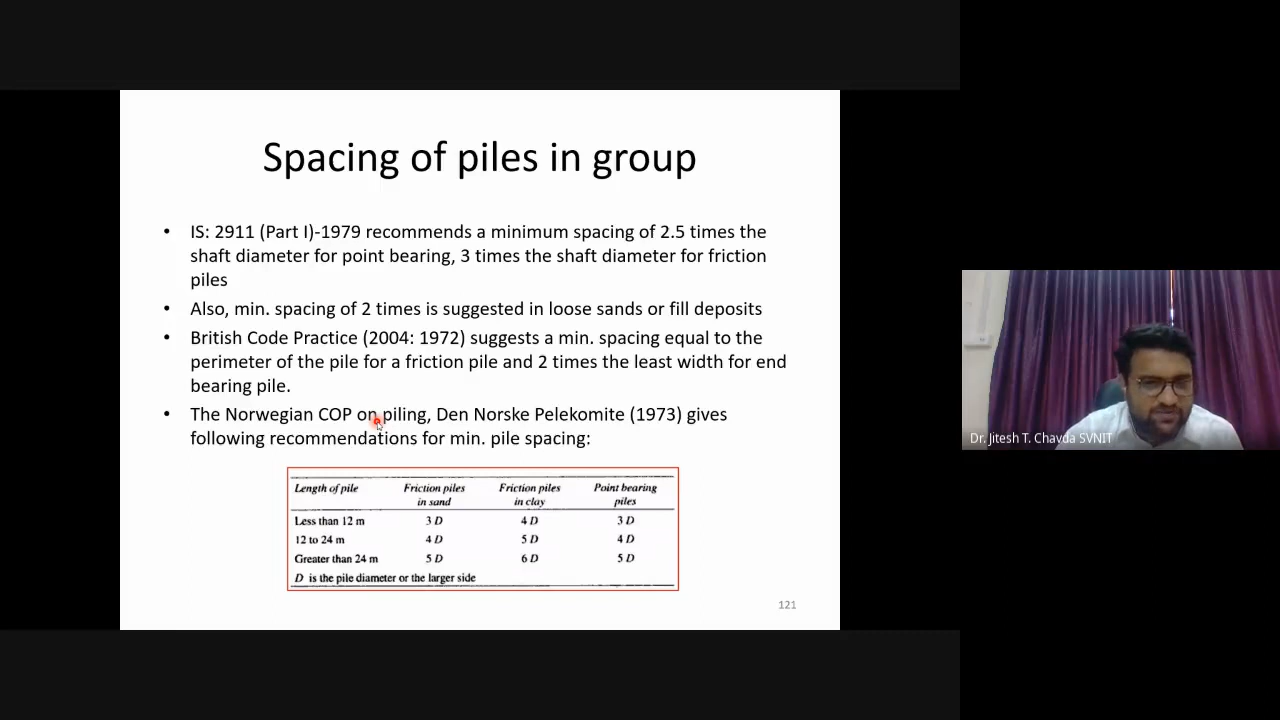 Spacing of piles in group
• IS: 2911 (Part I)-1979 recommends a minimum spacing of 2.5 times the
shaft diameter for point bearing, 3 times the shaft diameter for friction
piles
• Also, min. spacing of 2 times is suggested in loose sands or fill deposits
• British Code Practice (2004: 1972) suggests a min. spacing equal to the
perimeter of the pile for a friction pile and 2 times the least width for end
bearing pile.
• The Norwegian COP on piling, Den Norske Pelekomite (1973) gives
following recommendations for min. pile spacing:
Length of pile Friction piles in sand Friction piles in clay Point bearing piles
Less than 12 m 3 D 4 D 3 D
12 to 24 m 4 D 5 D 4 D
Greater than 24 m 5 D 6 D 5 D
D is the pile diameter or the larger side
121
Dr. Jitesh T. Chavda SVNIT